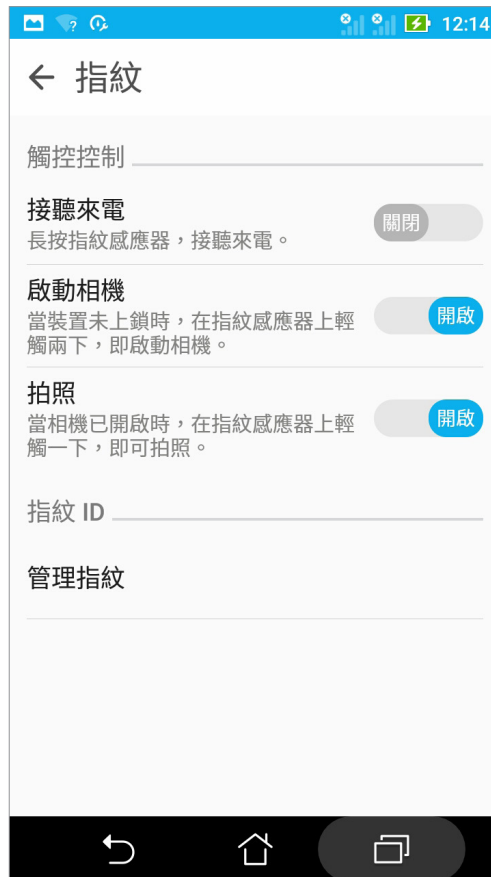 12:14
指紋
觸控控制
接聽來電
長按指紋感應器，接聽來電。
關閉
啟動相機
當裝置未上鎖時，在指紋感應器上輕
觸兩下，即啟動相機。
開啟
拍照
當相機已開啟時，在指紋感應器上輕
觸一下，即可拍照。
開啟
指紋 ID
管理指紋